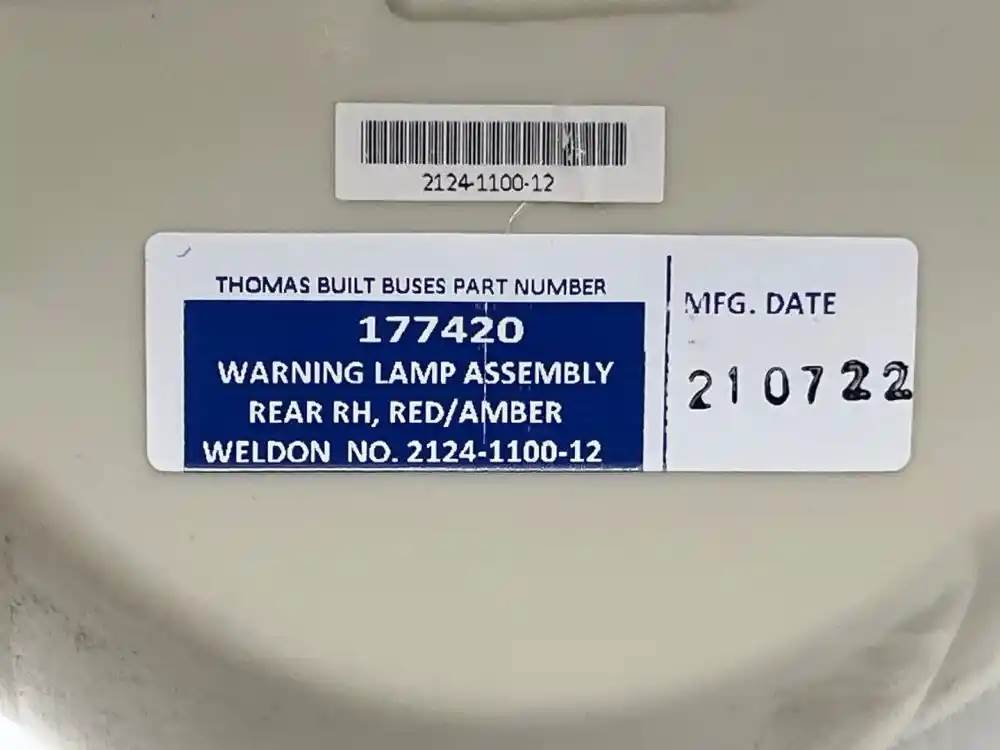 2124-1100-12
THOMAS BUILT BUSES PART NUMBER
177420
WARNING LAMP ASSEMBLY
REAR RH, RED/AMBER
WELDON NO. 2124-1100-12
MFG. DATE
210722